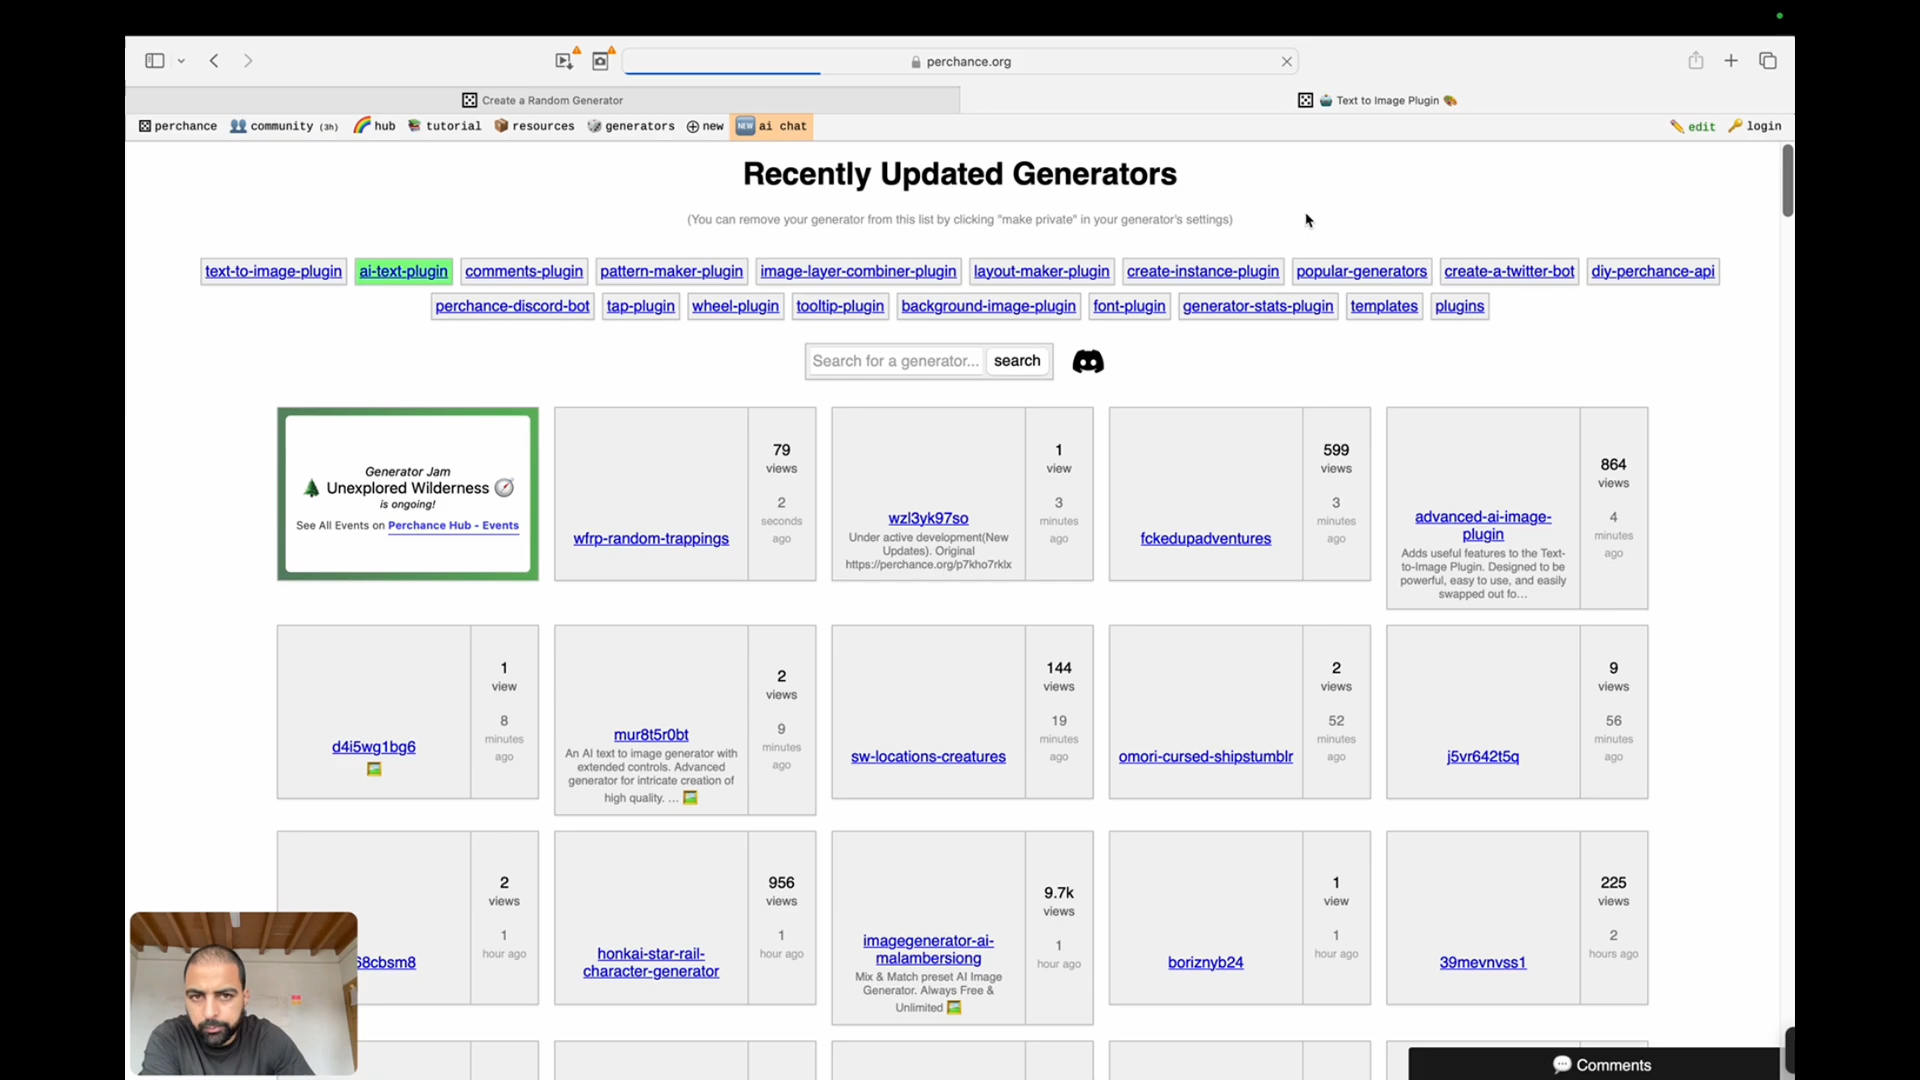 perchance.org
Create a Random Generator
Text to Image Plugin
perchance community (3h) hub tutorial resources generators new NEW ai chat edit login
Recently Updated Generators
(You can remove your generator from this list by clicking "make private" in your generator's settings)
text-to-image-plugin ai-text-plugin comments-plugin pattern-maker-plugin image-layer-combiner-plugin layout-maker-plugin create-instance-plugin popular-generators create-a-twitter-bot diy-perchance-api
perchance-discord-bot tap-plugin wheel-plugin tooltip-plugin background-image-plugin font-plugin generator-stats-plugin templates plugins
Search for a generator... search
Generator Jam
Unexplored Wilderness
is ongoing!
See All Events on Perchance Hub - Events
wfrp-random-trappings
79
views
2
seconds
ago
wzl3yk97so
Under active development(New
Updates). Original
https://perchance.org/p7kho7rklx
1
view
3
minutes
ago
fckedupadventures
599
views
3
minutes
ago
advanced-ai-image-
plugin
Adds useful features to the Text-
to-Image Plugin. Designed to be
powerful, easy to use, and easily
swapped out fo...
864
views
4
minutes
ago
d4i5wg1bg6
1
view
8
minutes
ago
mur8t5r0bt
An AI text to image generator with
extended controls. Advanced
generator for intricate creation of
high quality. ...
2
views
9
minutes
ago
sw-locations-creatures
144
views
19
minutes
ago
omori-cursed-shipstumblr
2
views
52
minutes
ago
j5vr642t5q
9
views
56
minutes
ago
68cbsm8
2
views
1
hour ago
honkai-star-rail-
character-generator
956
views
1
hour ago
imagegenerator-ai-
malambersiong
Mix & Match preset AI Image
Generator. Always Free &
Unlimited
9.7k
views
1
hour ago
boriznyb24
1
view
1
hour ago
39mevnvss1
225
views
2
hours ago
Comments